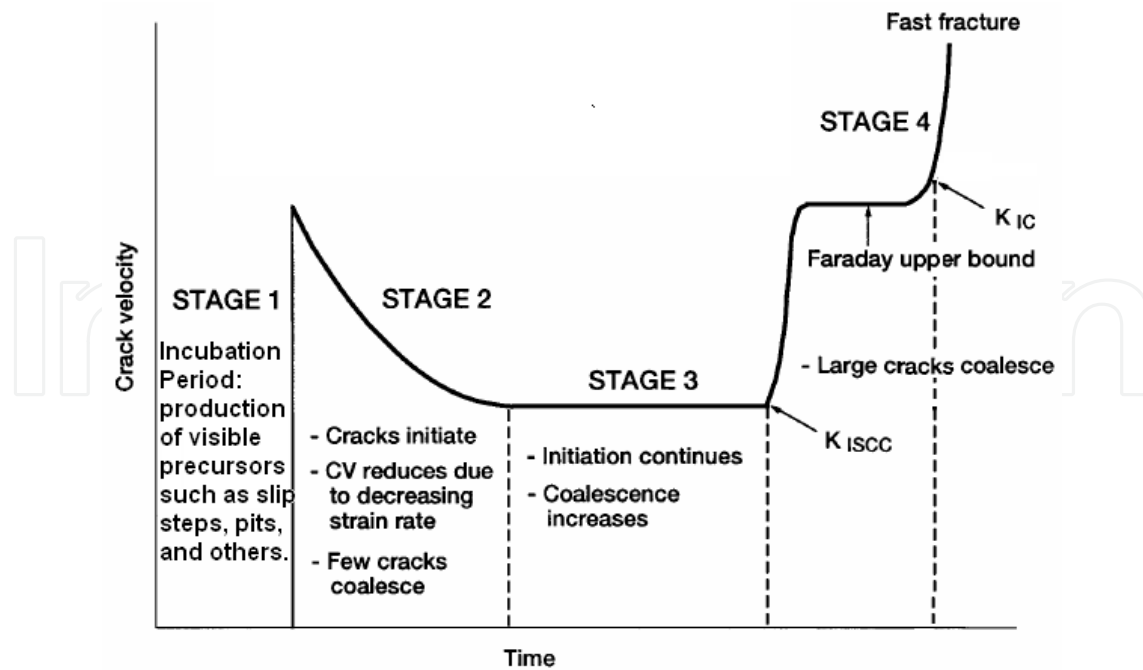 Fast fracture
STAGE 4
K IC
Faraday upper bound
Crack velocity
STAGE 1
STAGE 2
Incubation
Period:
production
of visible
precursors
such as slip
steps, pits,
and others.
- Cracks initiate
- CV reduces due
to decreasing
strain rate
- Few cracks
coalesce
STAGE 3
- Initiation continues
- Coalescence
increases
- Large cracks coalesce
K ISCC
Time